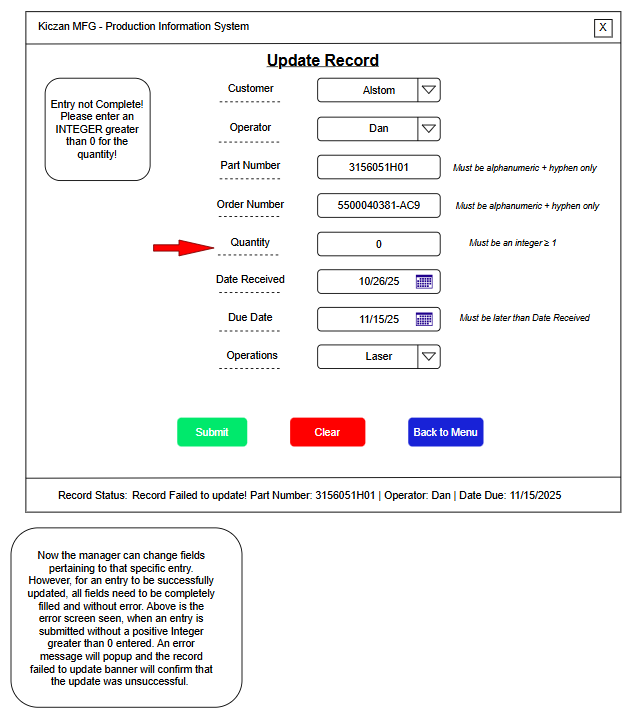 Kiczan MFG - Production Information System
X
Update Record
Entry not Complete!
Please enter an
INTEGER greater
than 0 for the
quantity!
Customer
Alstom
Operator
Dan
Part Number
3156051H01
Must be alphanumeric + hyphen only
Order Number
5500040381-AC9
Must be alphanumeric + hyphen only
Quantity
0
Must be an integer ≥ 1
Date Received
10/26/25
Due Date
11/15/25
Must be later than Date Received
Operations
Laser
Submit
Clear
Back to Menu
Record Status: Record Failed to update! Part Number: 3156051H01 | Operator: Dan | Date Due: 11/15/2025
Now the manager can change fields
pertaining to that specific entry.
However, for an entry to be successfully
updated, all fields need to be completely
filled and without error. Above is the
error screen seen, when an entry is
submitted without a positive Integer
greater than 0 entered. An error
message will popup and the record
failed to update banner will confirm that
the update was unsuccessful.